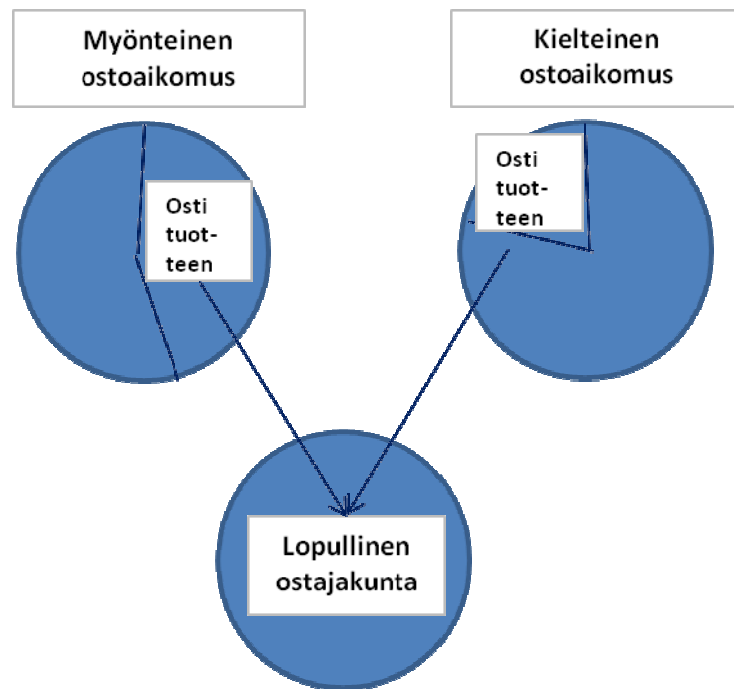 Myönteinen
ostoaikomus
Kielteinen
ostoaikomus
Osti
tuot-
teen
Osti
tuot-
teen
Lopullinen
ostajakunta